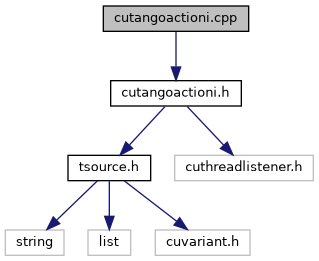 cutangoactioni.cpp
cutangoactioni.h
tsource.h
cuthreadlistener.h
string
list
cuvariant.h